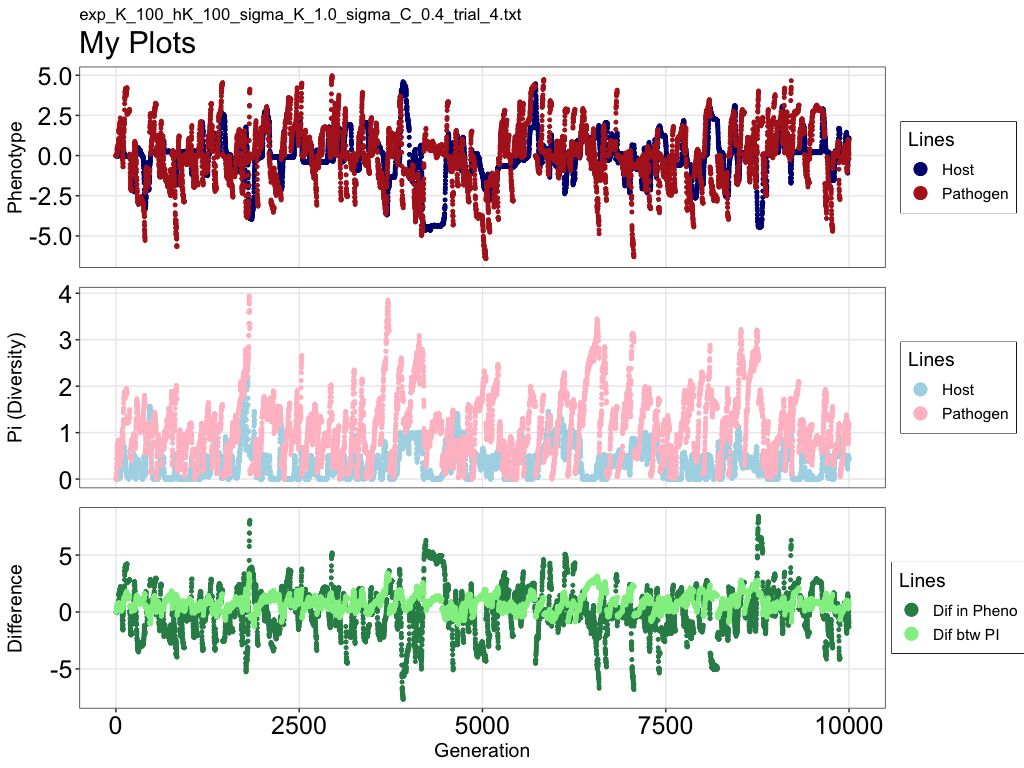 exp_K_100_hK_100_sigma_K_1.0_sigma_C_0.4_trial_4.txt
My Plots
Phenotype
5.0
2.5
0.0
-2.5
-5.0
Lines
Host
Pathogen
Pi (Diversity)
4
3
2
1
0
Lines
Host
Pathogen
Difference
5
0
-5
Lines
Dif in Pheno
Dif btw PI
0 2500 5000 7500 10000
Generation